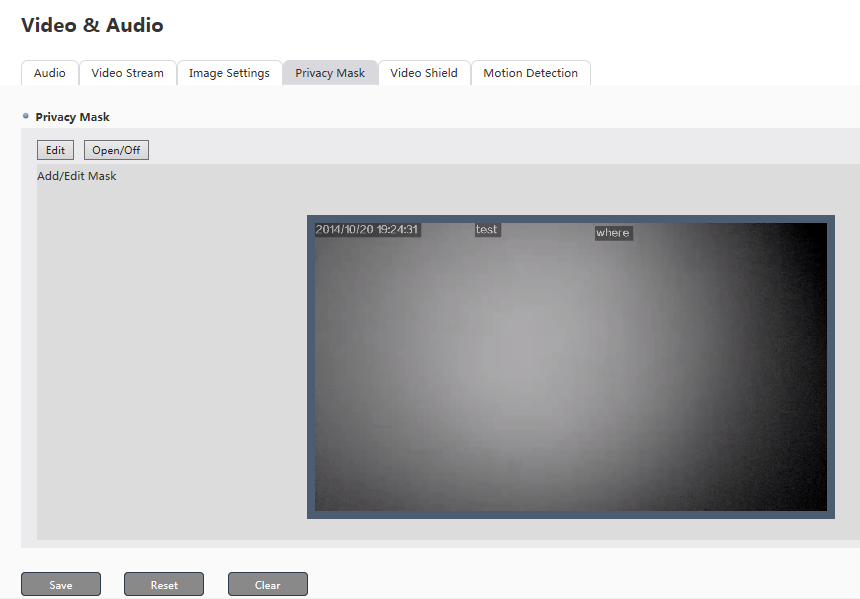 Video & Audio
Audio Video Stream Image Settings Privacy Mask Video Shield Motion Detection
Privacy Mask
Edit Open/Off
Add/Edit Mask
2014/10/20 19:24:31 test where
Save Reset Clear